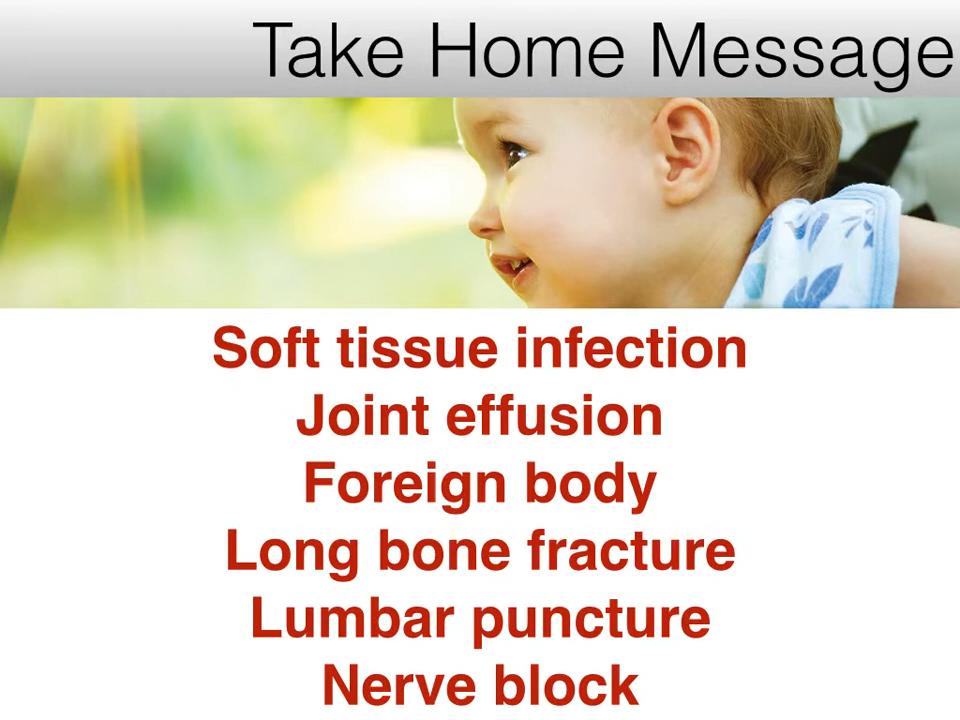 Take Home Message
Soft tissue infection
Joint effusion
Foreign body
Long bone fracture
Lumbar puncture
Nerve block